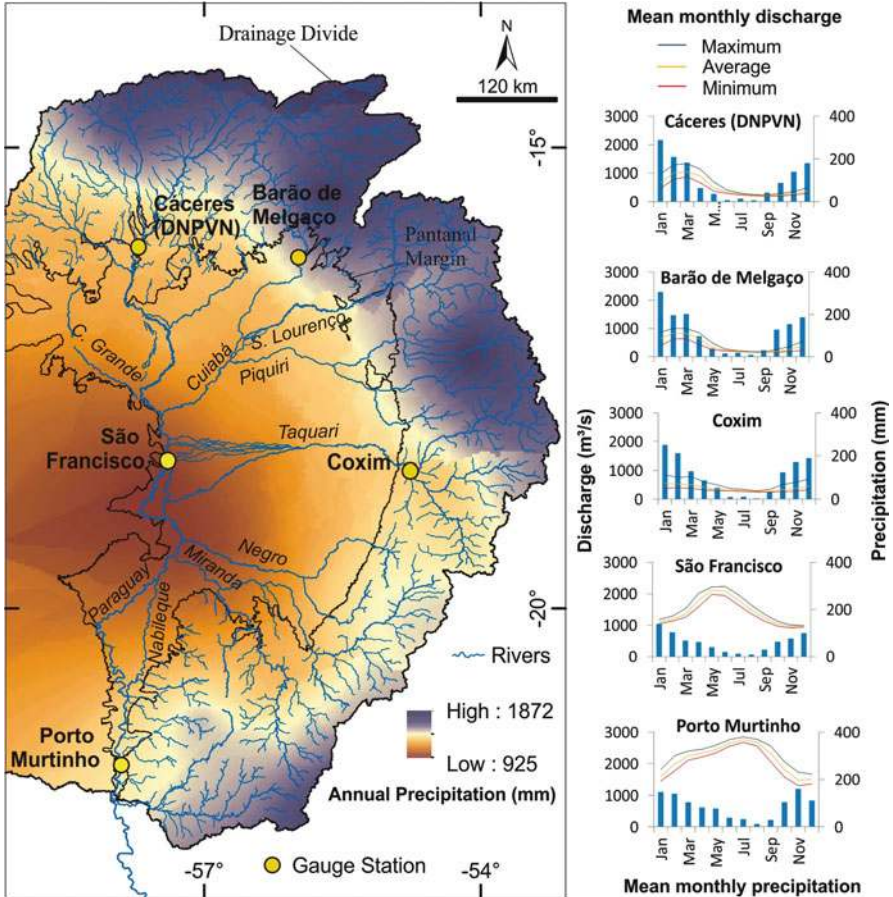 Drainage Divide
N
120 km
-15°
Cáceres
(DNPVN)
Barão de
Melgaço
Pantanal
Margin
C. Grande
Cuiabá
S. Lourenço
Piquiri
São
Francisco
Taquari
Coxim
Negro
Miranda
Paraguay
Nabileque
-20°
Rivers
High : 1872
Low : 925
Porto
Murtinho
Annual Precipitation (mm)
-57°
-54°
Gauge Station
Mean monthly discharge
Maximum
Average
Minimum
Cáceres (DNPVN)
3000
2000
1000
0
400
200
0
Jan
Mar
M...
Jul
Sep
Nov
Barão de Melgaço
3000
2000
1000
0
400
200
0
Jan
Mar
May
Jul
Sep
Nov
Coxim
3000
2000
1000
0
400
200
0
Jan
Mar
May
Jul
Sep
Nov
Discharge (m³/s)
Precipitation (mm)
São Francisco
3000
2000
1000
0
400
200
0
Jan
Mar
May
Jul
Sep
Nov
Porto Murtinho
3000
2000
1000
0
400
200
0
Jan
Mar
May
Jul
Sep
Nov
Mean monthly precipitation